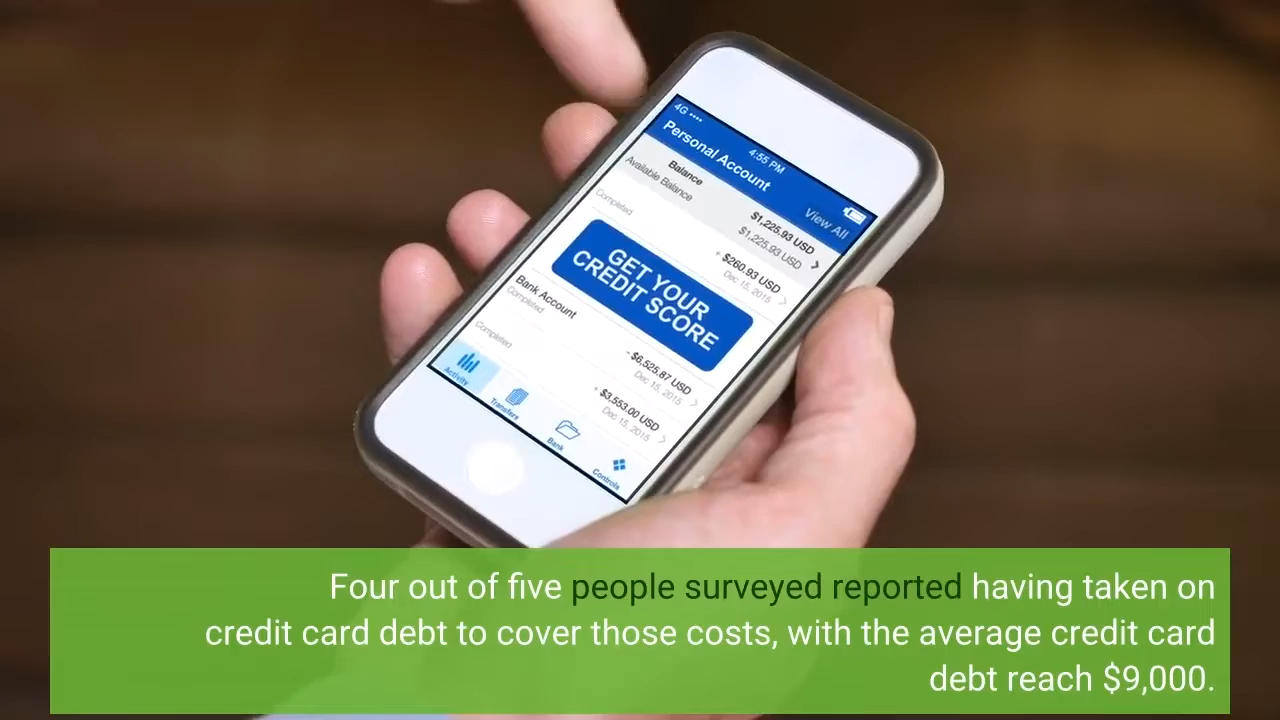 4G
4:55 PM
Personal Account
View All
Balance
$1,225.93 USD
Available Balance
$1,225.93 USD
Completed
+ $260.93 USD
Dec 15, 2015
GET YOUR
CREDIT SCORE
Bank Account
Completed
- $6,525.87 USD
Dec 15, 2015
Completed
+ $3,553.00 USD
Dec 15, 2015
Activity
Transfers
Bank
Controls
Four out of five people surveyed reported having taken on
credit card debt to cover those costs, with the average credit card
debt reach $9,000.